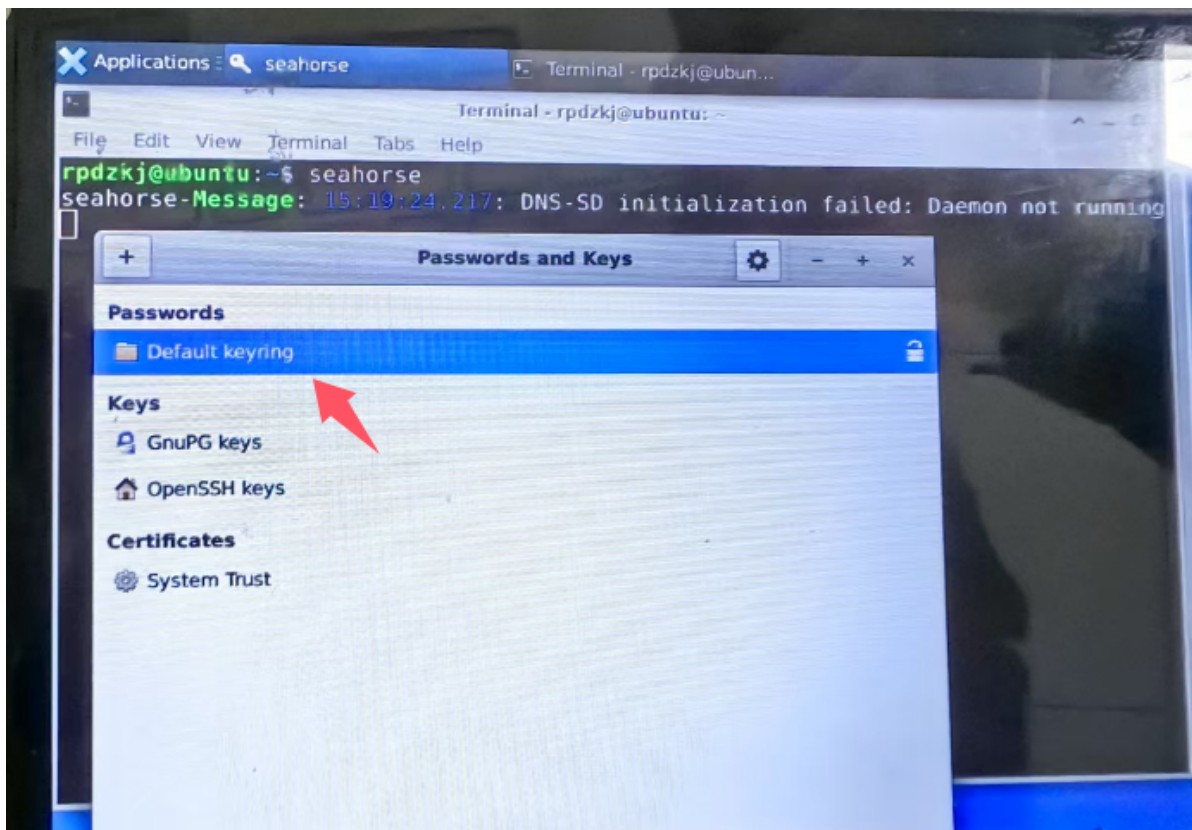 Applications seahorse Terminal - rpdzkj@ubun...
Terminal - rpdzkj@ubuntu: ~
File Edit View Terminal Tabs Help
rpdzkj@ubuntu:~$ seahorse
seahorse-Message: 15:19:24.217: DNS-SD initialization failed: Daemon not running
Passwords and Keys
Passwords
Default keyring
Keys
GnuPG keys
OpenSSH keys
Certificates
System Trust